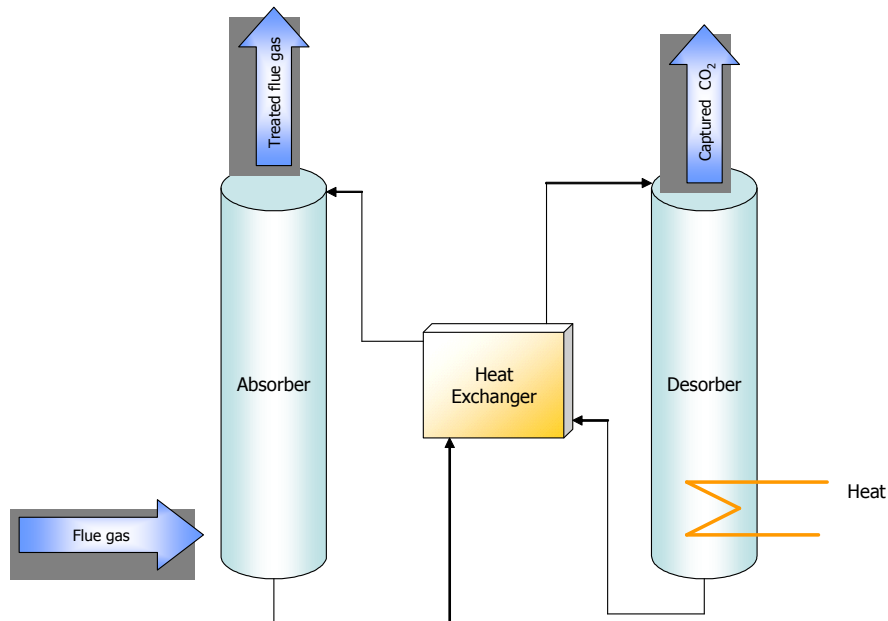 Treated flue gas
Captured CO₂
Absorber
Heat
Exchanger
Desorber
Heat
Flue gas